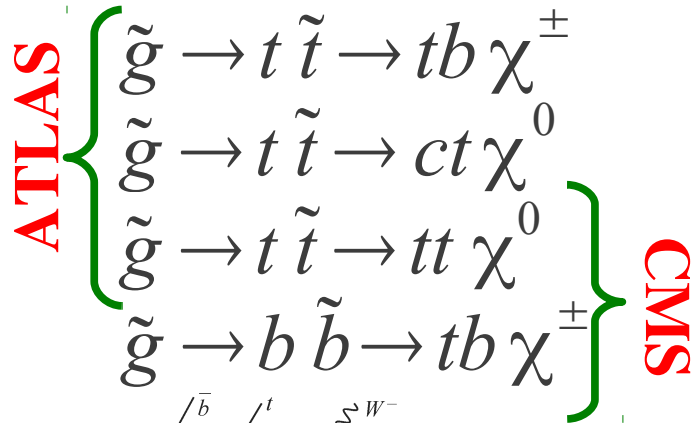 ATLAS
g̃ → t t̃ → tb χ±
g̃ → t t̃ → ct χ⁰
g̃ → t t̃ → tt χ⁰
g̃ → b b̃ → tb χ±
CMS
b̄ t W⁻